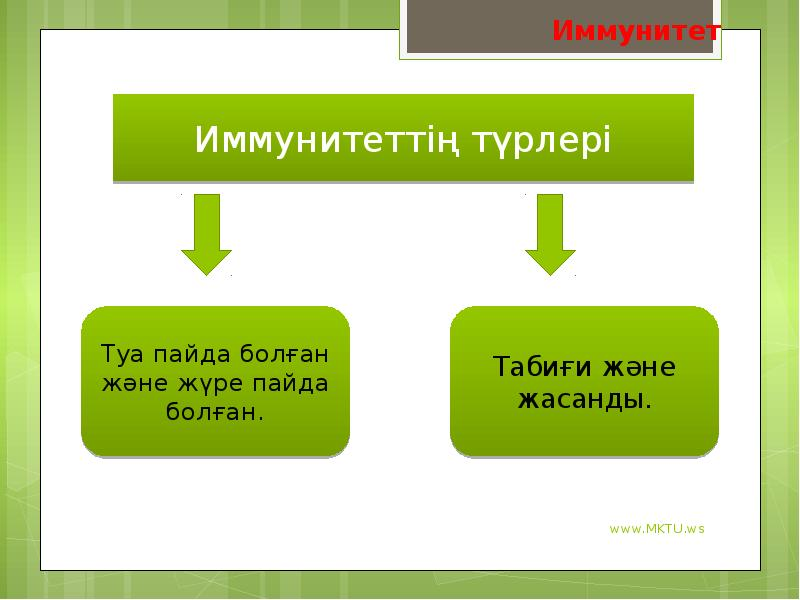 Иммунитет
Иммунитеттің түрлері
Туа пайда болған
және жүре пайда
болған.
Табиғи және
жасанды.
www.MKTU.ws